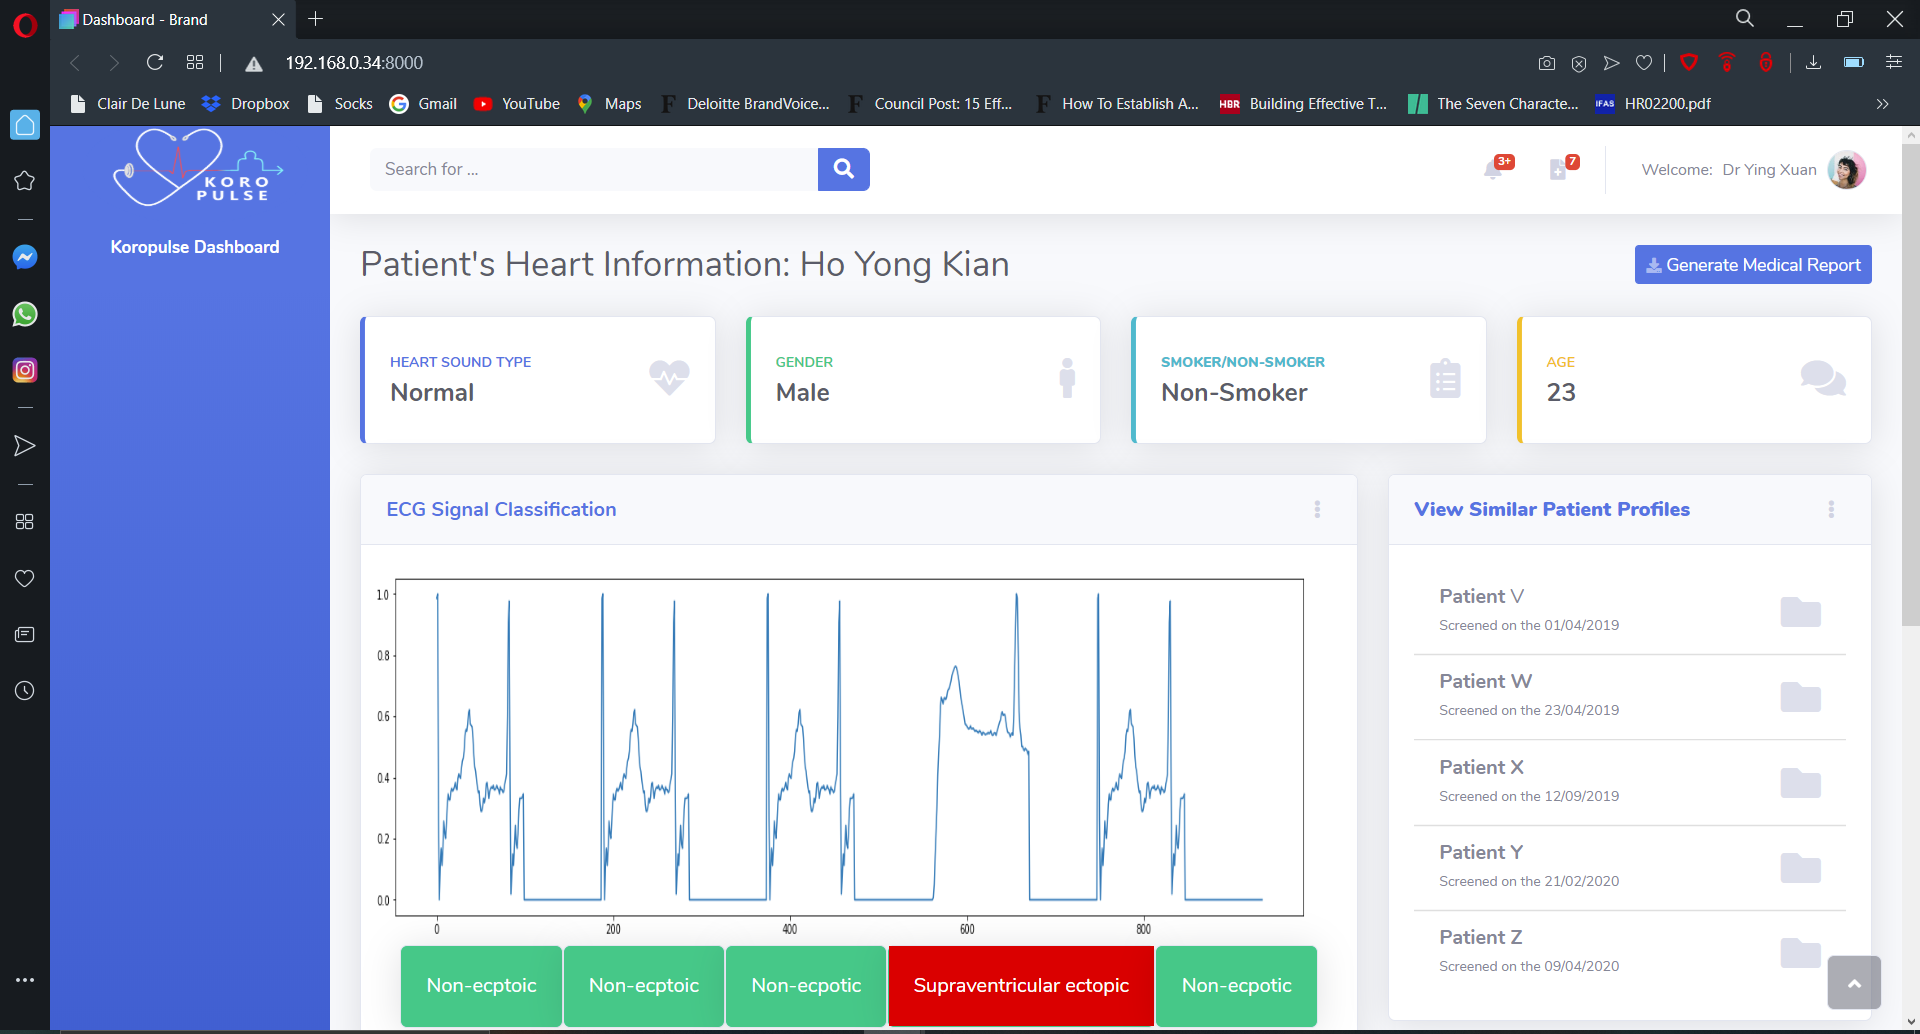 Dashboard - Brand
192.168.0.34:8000
Clair De Lune
Dropbox
Socks
Gmail
YouTube
Maps
Deloitte BrandVoice...
Council Post: 15 Eff...
How To Establish A...
HBR
Building Effective T...
The Seven Characte...
IFAS
HR02200.pdf
KORO
PULSE
Koropulse Dashboard
Search for ...
3+
7
Welcome: Dr Ying Xuan
Patient's Heart Information: Ho Yong Kian
Generate Medical Report
HEART SOUND TYPE
Normal
GENDER
Male
SMOKER/NON-SMOKER
Non-Smoker
AGE
23
ECG Signal Classification
1.0
0.8
0.6
0.4
0.2
0.0
0
200
400
600
800
Non-ecptoic
Non-ecptoic
Non-ecpotic
Supraventricular ectopic
Non-ecpotic
View Similar Patient Profiles
Patient V
Screened on the 01/04/2019
Patient W
Screened on the 23/04/2019
Patient X
Screened on the 12/09/2019
Patient Y
Screened on the 21/02/2020
Patient Z
Screened on the 09/04/2020